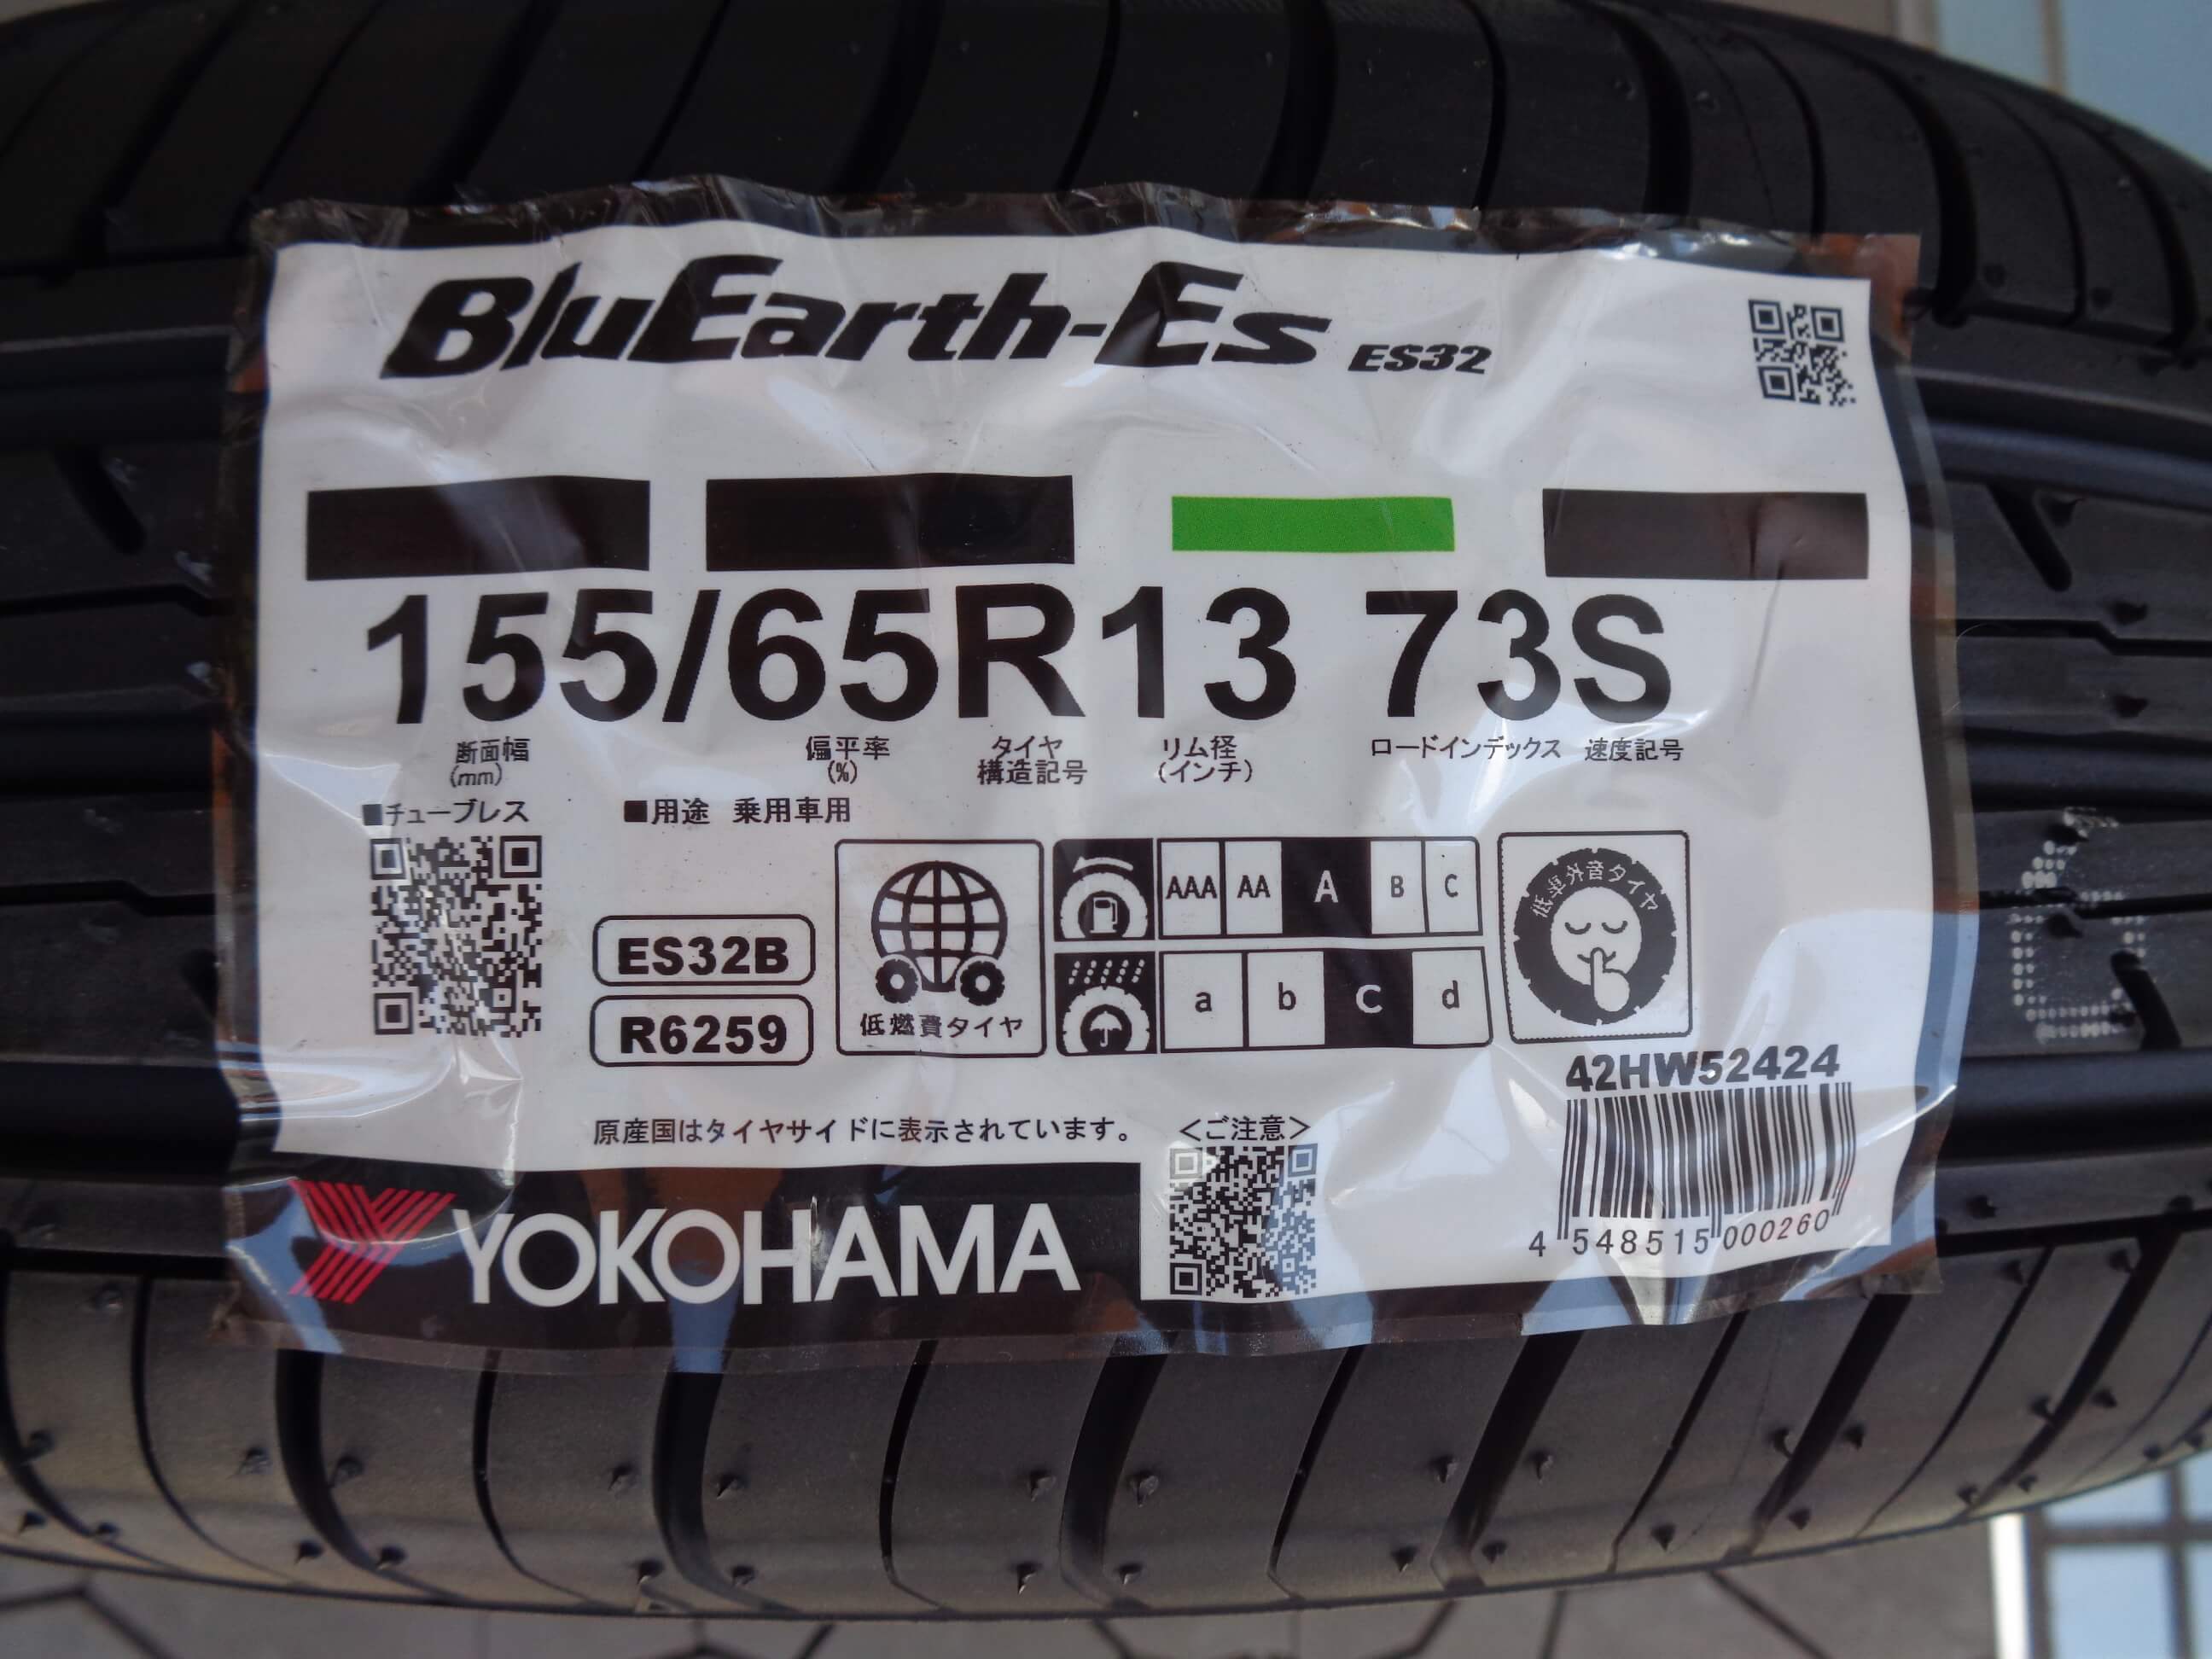 BluEarth-Es ES32
155/65R13 73S
断面幅 偏平率 タイヤ リム径 ロードインデックス 速度記号
(mm) (%) 構造記号 (インチ)
■チューブレス ■用途 乗用車用
低車外音タイヤ
AAA AA A B C
ES32B
a b c d
R6259
低燃費タイヤ
42HW52424
原産国はタイヤサイドに表示されています。 <ご注意>
YOKOHAMA
4 548515 000260